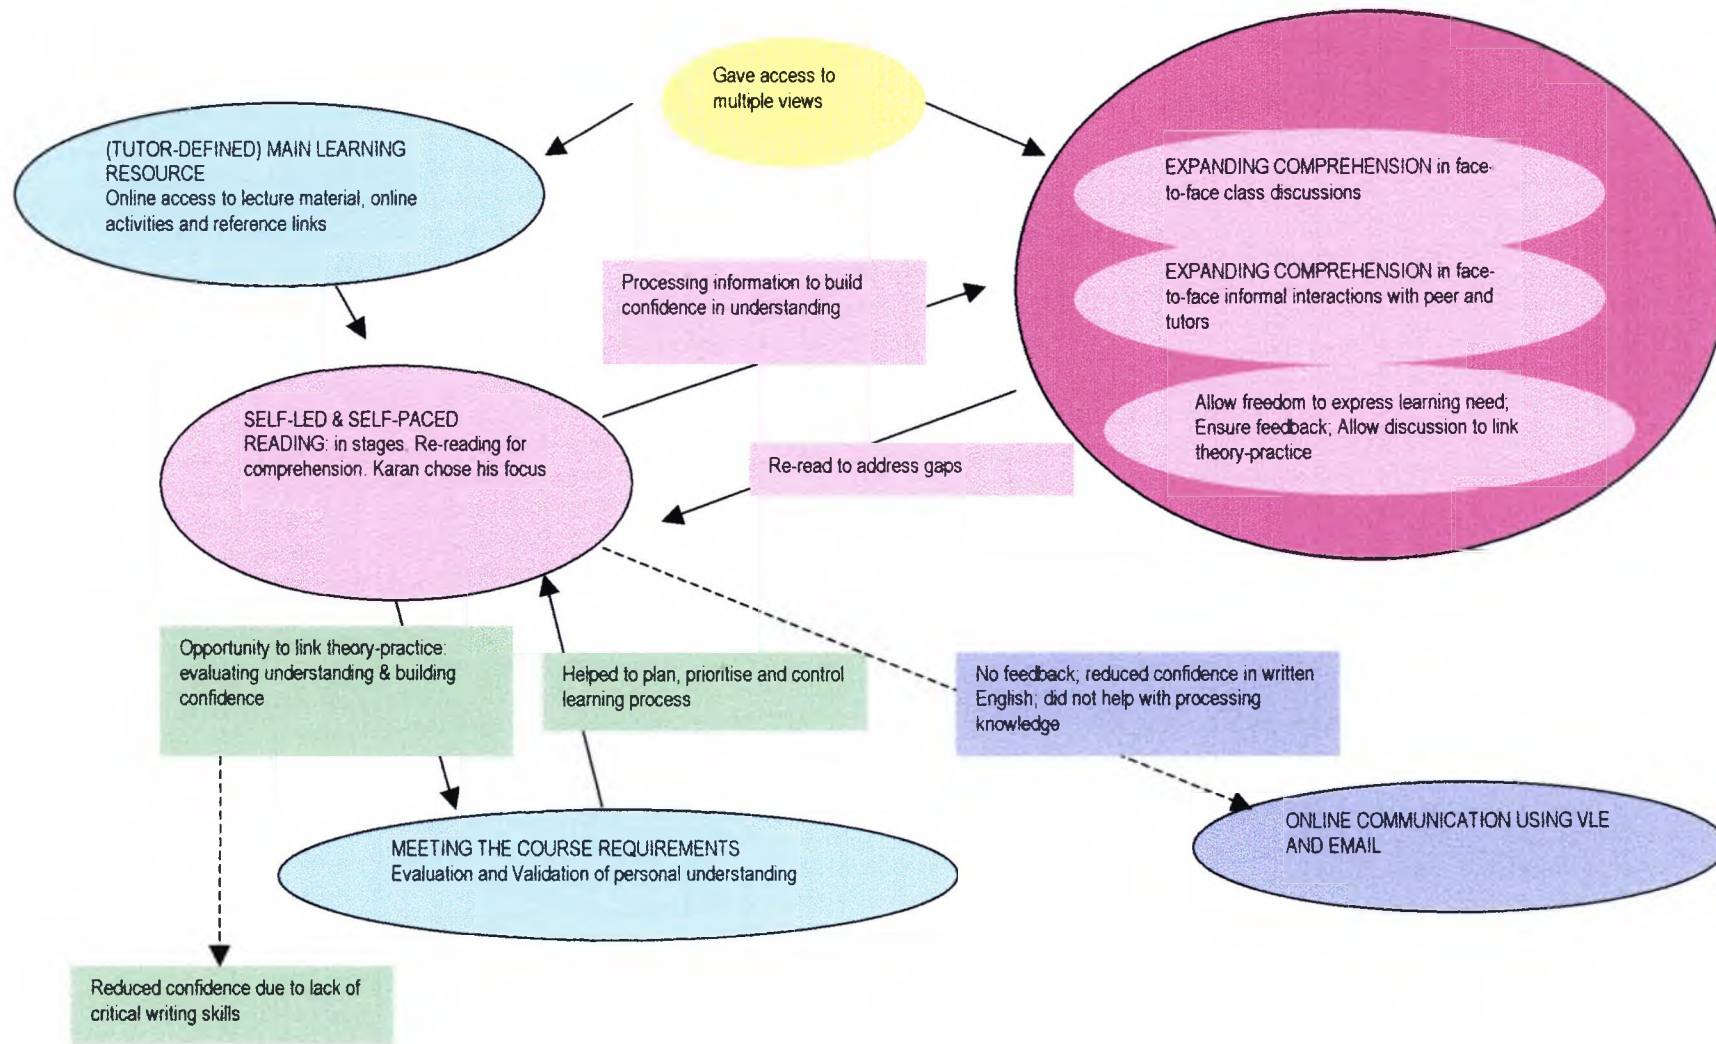 Gave access to
multiple views
(TUTOR-DEFINED) MAIN LEARNING
RESOURCE
Online access to lecture material, online
activities and reference links
EXPANDING COMPREHENSION in face-
to-face class discussions
EXPANDING COMPREHENSION in face-
to-face informal interactions with peer and
tutors
Allow freedom to express learning need;
Ensure feedback; Allow discussion to link
theory-practice
Processing information to build
confidence in understanding
SELF-LED & SELF-PACED
READING: in stages. Re-reading for
comprehension. Karan chose his focus
Re-read to address gaps
Opportunity to link theory-practice:
evaluating understanding & building
confidence
Helped to plan, prioritise and control
learning process
No feedback; reduced confidence in written
English; did not help with processing
knowledge
MEETING THE COURSE REQUIREMENTS
Evaluation and Validation of personal understanding
ONLINE COMMUNICATION USING VLE
AND EMAIL
Reduced confidence due to lack of
critical writing skills